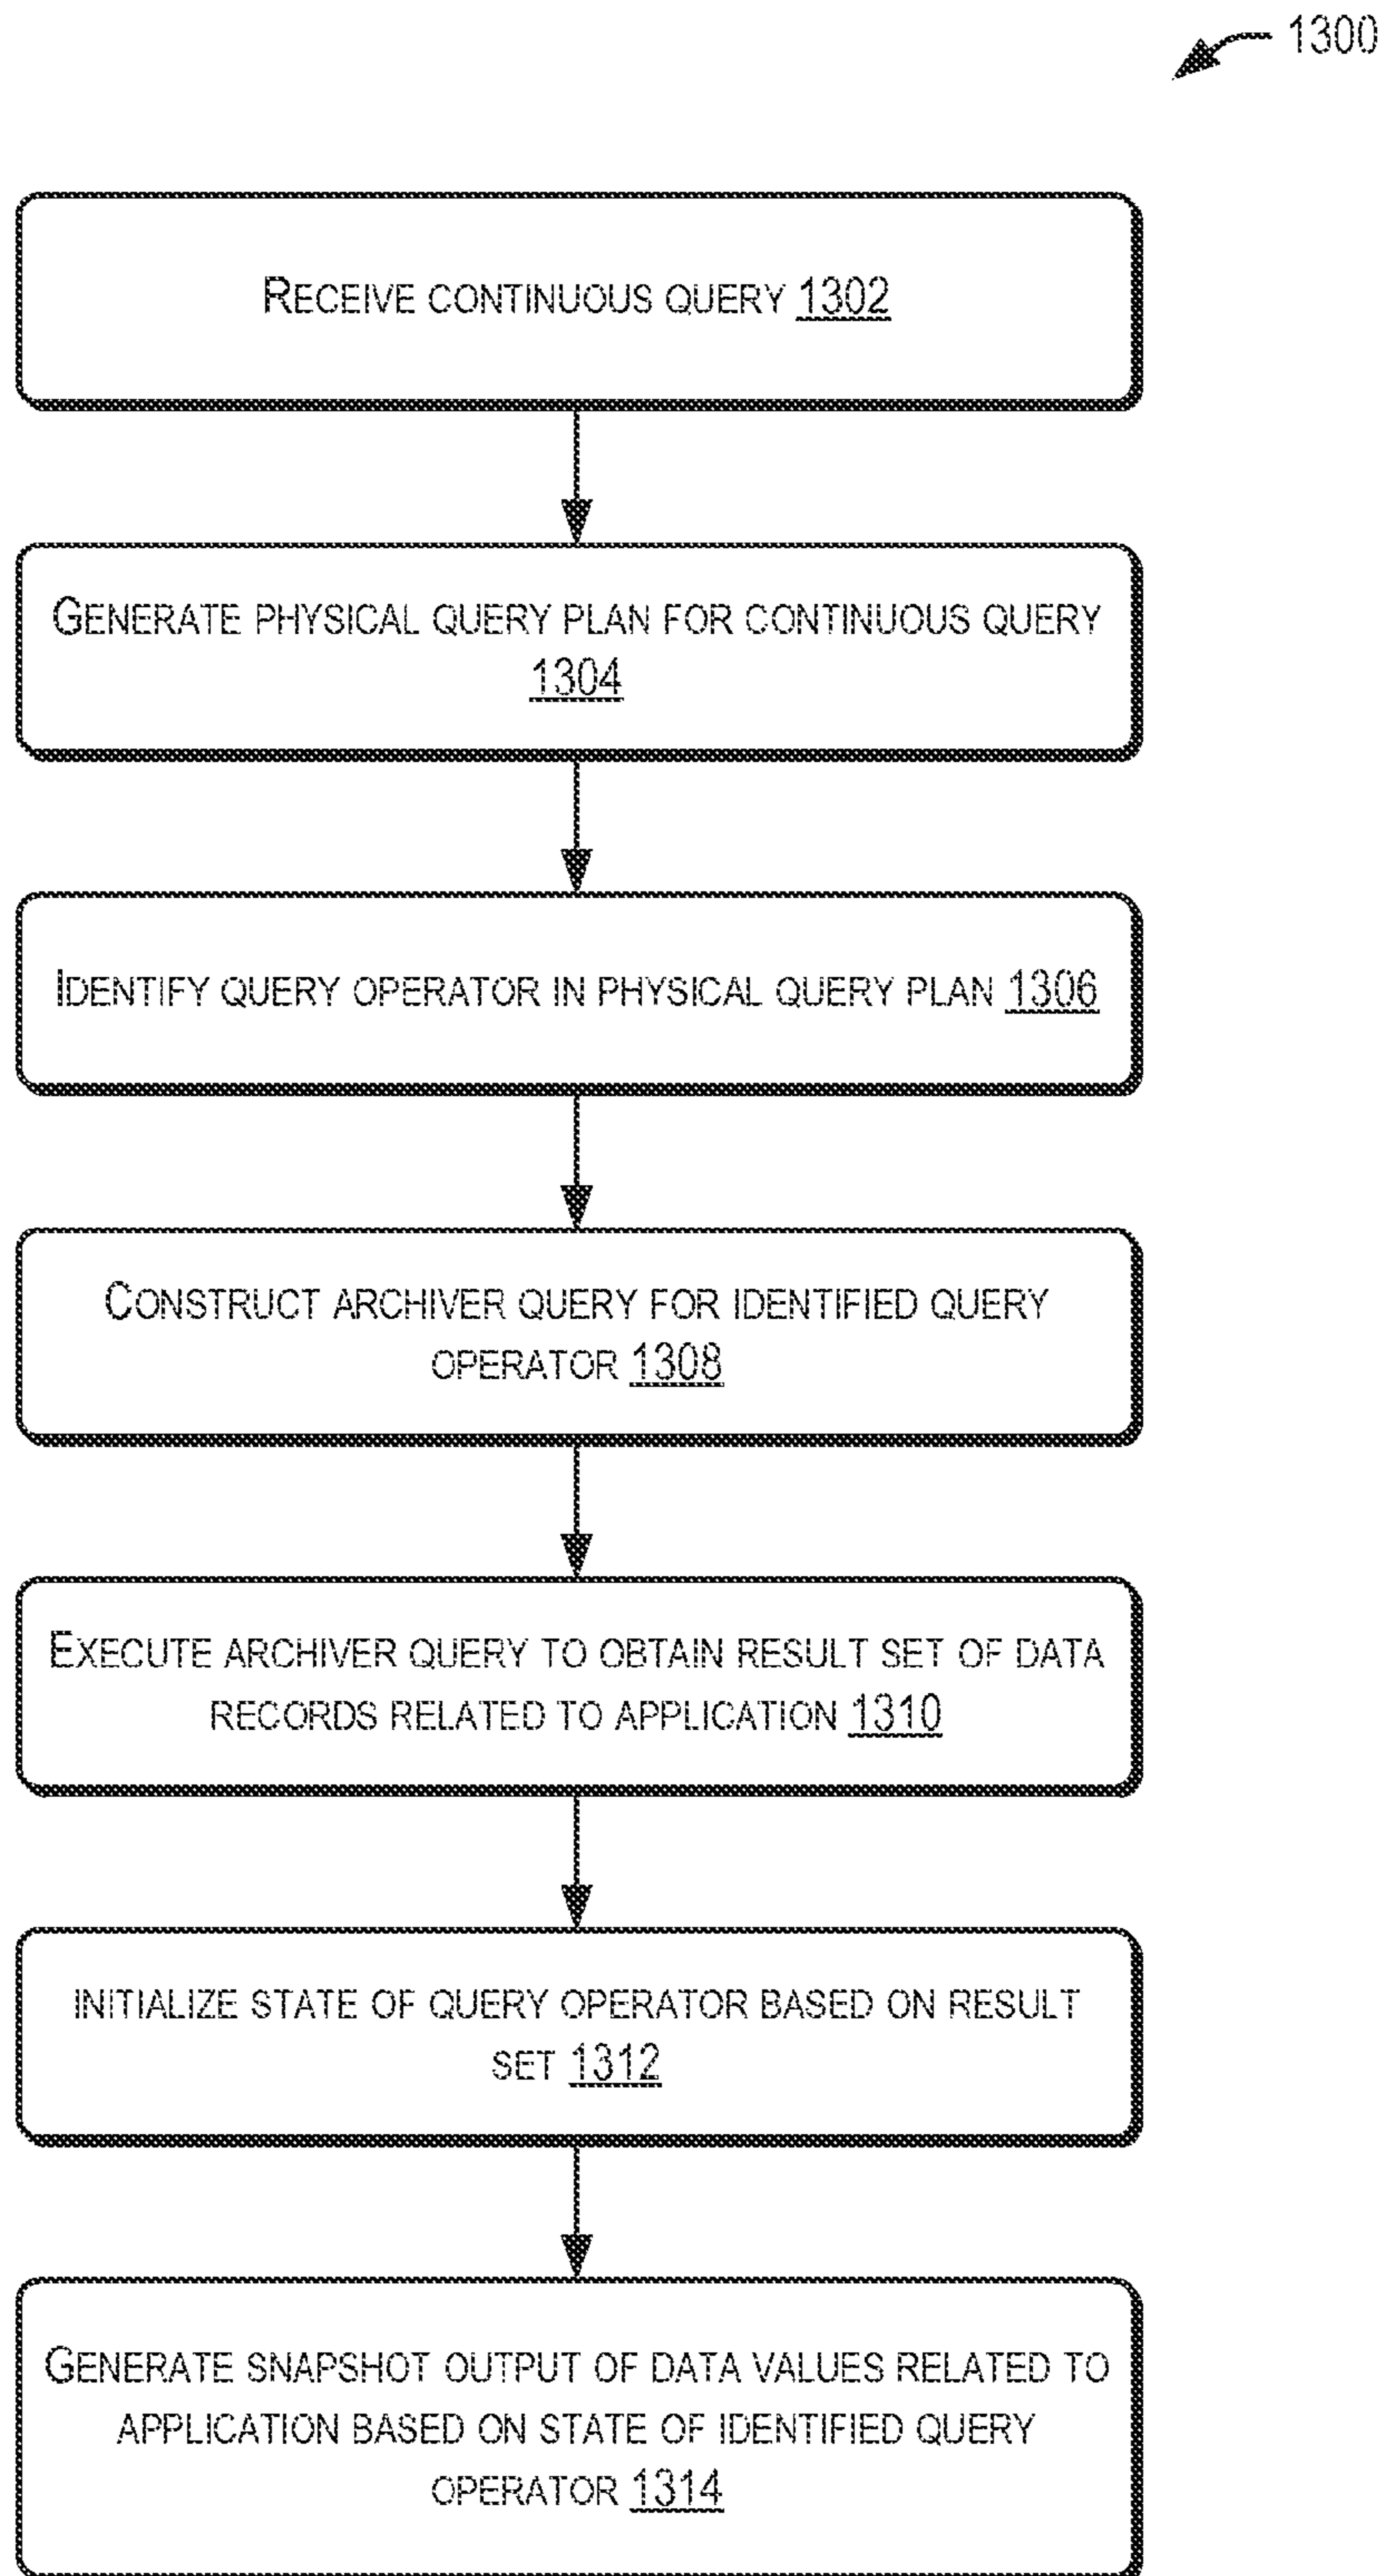 1300
RECEIVE CONTINUOUS QUERY 1302
GENERATE PHYSICAL QUERY PLAN FOR CONTINUOUS QUERY
1304
IDENTIFY QUERY OPERATOR IN PHYSICAL QUERY PLAN 1306
CONSTRUCT ARCHIVER QUERY FOR IDENTIFIED QUERY
OPERATOR 1308
EXECUTE ARCHIVER QUERY TO OBTAIN RESULT SET OF DATA
RECORDS RELATED TO APPLICATION 1310
INITIALIZE STATE OF QUERY OPERATOR BASED ON RESULT
SET 1312
GENERATE SNAPSHOT OUTPUT OF DATA VALUES RELATED TO
APPLICATION BASED ON STATE OF IDENTIFIED QUERY
OPERATOR 1314